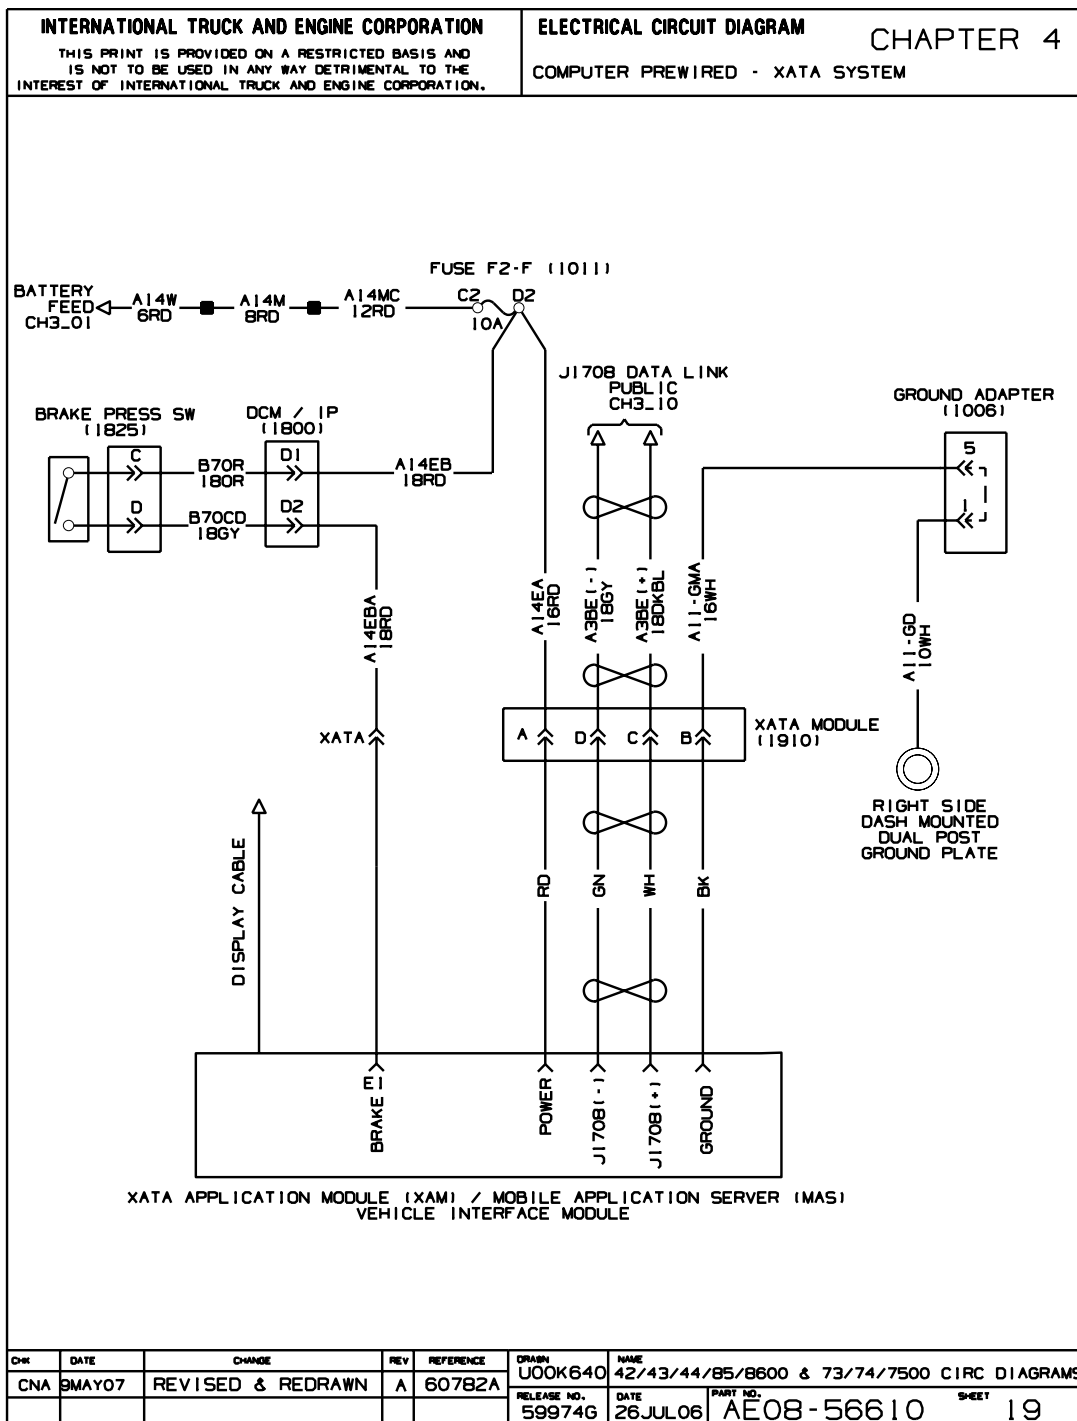 INTERNATIONAL TRUCK AND ENGINE CORPORATION
THIS PRINT IS PROVIDED ON A RESTRICTED BASIS AND
IS NOT TO BE USED IN ANY WAY DETRIMENTAL TO THE
INTEREST OF INTERNATIONAL TRUCK AND ENGINE CORPORATION.
ELECTRICAL CIRCUIT DIAGRAM
CHAPTER 4
COMPUTER PREWIRED - XATA SYSTEM
FUSE F2-F (1011)
BATTERY
FEED
CH3_01
A14W
6RD
A14M
8RD
A14MC
12RD
C2
D2
10A
J1708 DATA LINK
PUBLIC
CH3_10
GROUND ADAPTER
(1006)
5
1
BRAKE PRESS SW
(1825)
DCM / IP
(1800)
C
B70R
180R
D1
A14EB
18RD
D
B70CD
18GY
D2
A14EBA
18RD
A14EA
16RD
A3BE(-)
18GY
A3BE(+)
18DKBL
A11-GMA
16WH
A11-GD
10WH
XATA
A
D
C
B
XATA MODULE
(1910)
RIGHT SIDE
DASH MOUNTED
DUAL POST
GROUND PLATE
DISPLAY CABLE
RD
GN
WH
BK
E1
BRAKE
POWER
J1708(-)
J1708(+)
GROUND
XATA APPLICATION MODULE (XAM) / MOBILE APPLICATION SERVER (MAS)
VEHICLE INTERFACE MODULE
CHK DATE CHANGE REV REFERENCE
CNA 9MAY07 REVISED & REDRAWN A 60782A
DRAWN
U00K640
NAME
42/43/44/85/8600 & 73/74/7500 CIRC DIAGRAMS
RELEASE NO.
59974G
DATE
26JUL06
PART NO.
AE08-56610
SHEET
19